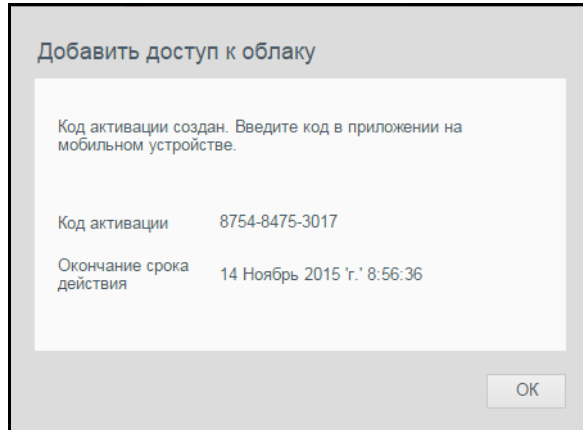 Добавить доступ к облаку
Код активации создан. Введите код в приложении на
мобильном устройстве.
Код активации 8754-8475-3017
Окончание срока
действия 14 Ноябрь 2015 'г.' 8:56:36
ОК